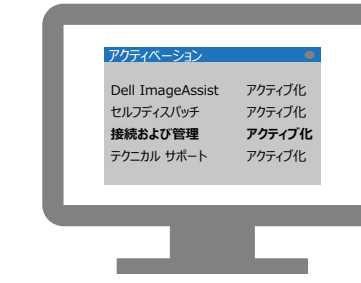 アクティベーション
Dell ImageAssist アクティブ化
セルフディスパッチ アクティブ化
接続および管理 アクティブ化
テクニカル サポート アクティブ化